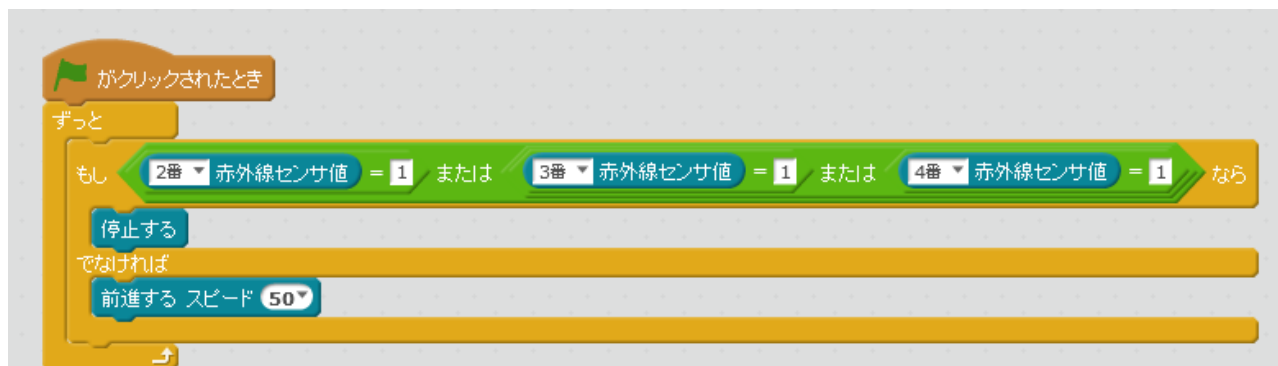 がクリックされたとき
ずっと
もし 2番 赤外線センサ値 = 1 または 3番 赤外線センサ値 = 1 または 4番 赤外線センサ値 = 1 なら
停止する
でなければ
前進する スピード 50